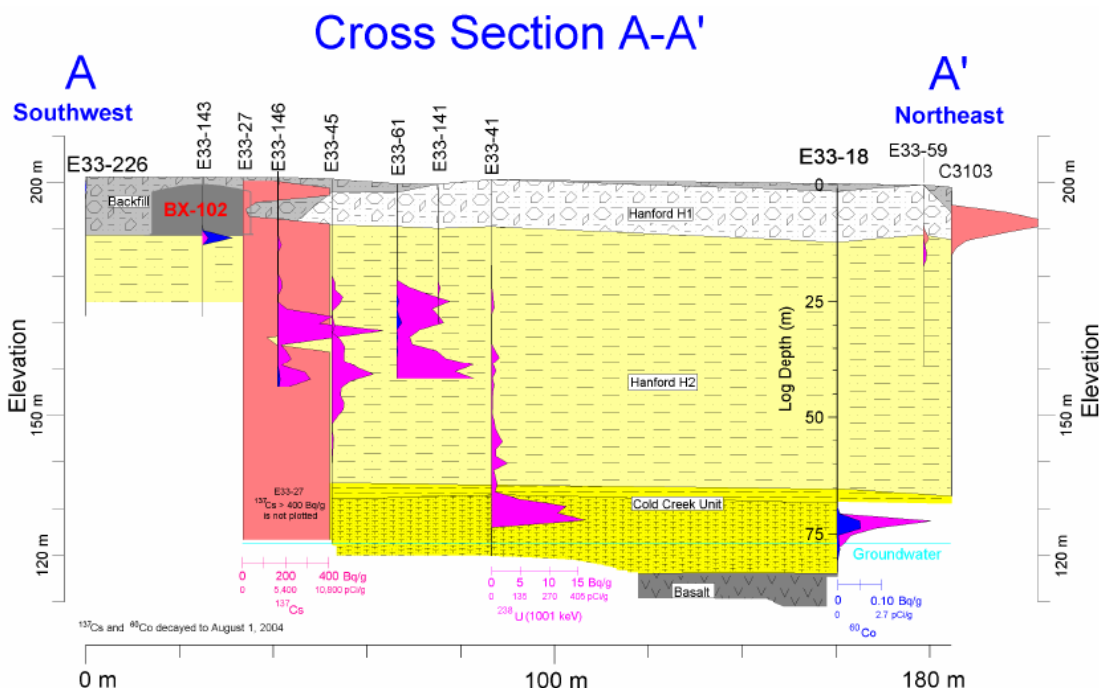 Cross Section A-A'
A
A'
Southwest
Northeast
E33-226
E33-143
E33-27
E33-146
E33-45
E33-61
E33-141
E33-41
E33-18
E33-59
C3103
200 m
150 m
120 m
Elevation
200 m
150 m
120 m
Elevation
Backfill
BX-102
Hanford H1
Hanford H2
Cold Creek Unit
Basalt
Groundwater
Log Depth (m)
0
25
50
75
E33-27
¹³⁷Cs > 400 Bq/g
is not plotted
0 200 400 Bq/g
0 5,400 10,800 pCi/g
¹³⁷Cs
0 5 10 15 Bq/g
0 135 270 405 pCi/g
²³⁸U (1001 keV)
0 0.10 Bq/g
0 2.7 pCi/g
⁶⁰Co
¹³⁷Cs and ⁶⁰Co decayed to August 1, 2004
0 m 100 m 180 m